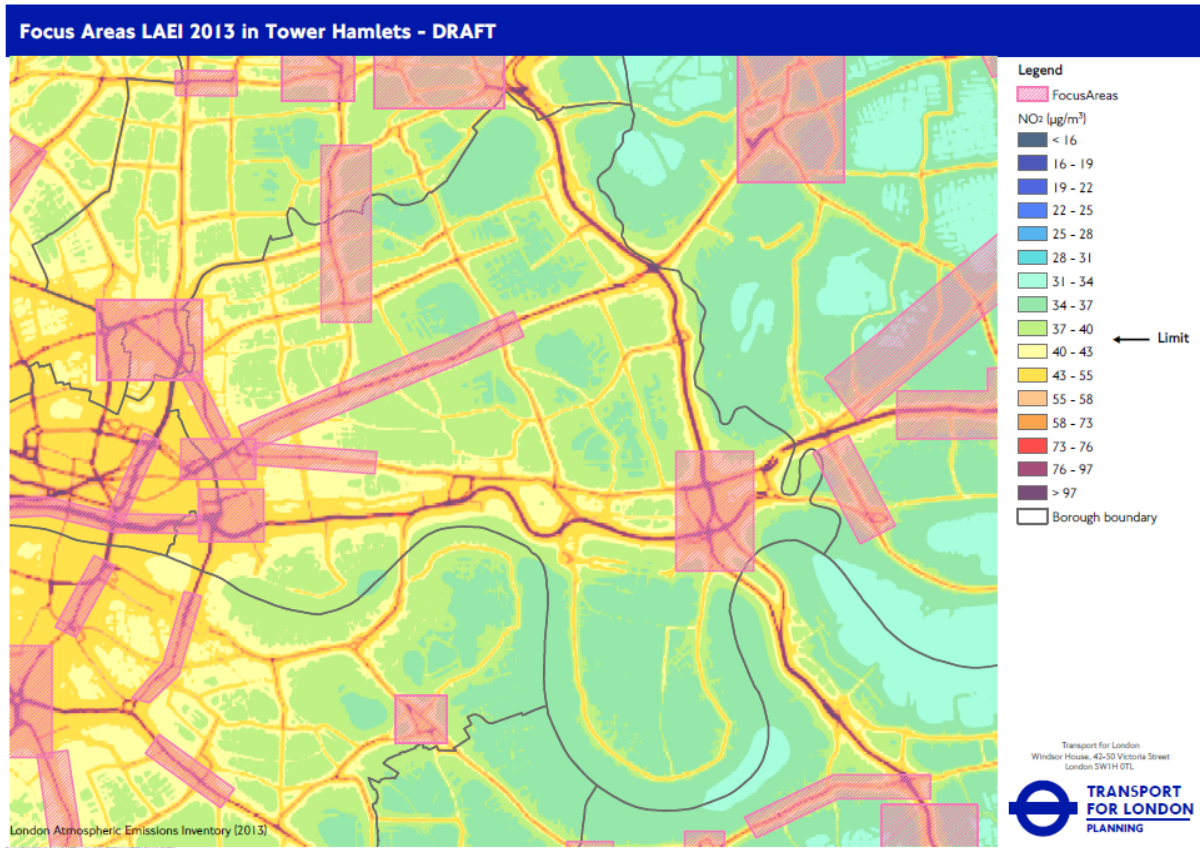 Focus Areas LAEI 2013 in Tower Hamlets - DRAFT
Legend
FocusAreas
NO2 (µg/m³)
< 16
16 - 19
19 - 22
22 - 25
25 - 28
28 - 31
31 - 34
34 - 37
37 - 40
Limit
40 - 43
43 - 55
55 - 58
58 - 73
73 - 76
76 - 97
> 97
Borough boundary
Transport for London
Windsor House, 42-50 Victoria Street
London SW1H 0TL
TRANSPORT
FOR LONDON
PLANNING
London Atmospheric Emissions Inventory (2013)